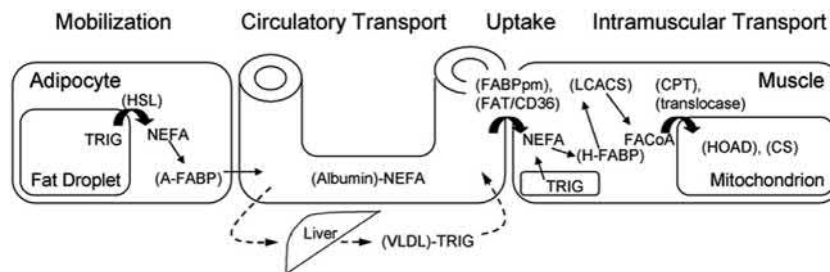 Mobilization
Circulatory Transport
Uptake
Intramuscular Transport
Adipocyte
(HSL)
TRIG
NEFA
Fat Droplet
(A-FABP)
(Albumin)-NEFA
Liver
(VLDL)-TRIG
(FABPpm),
(FAT/CD36)
(LCACS)
(CPT),
(translocase)
Muscle
NEFA
(H-FABP)
FACoA
TRIG
(HOAD), (CS)
Mitochondrion